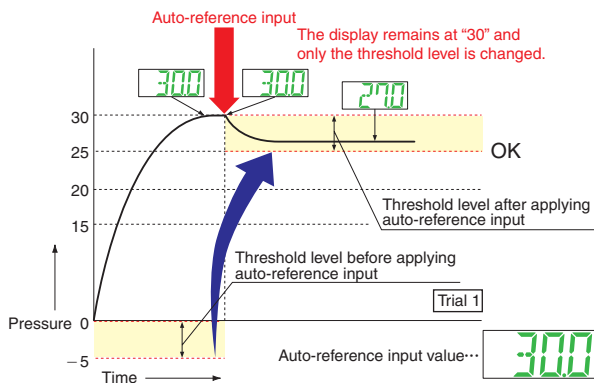 Auto-reference input
The display remains at “30” and
only the threshold level is changed.
30.0
30.0
27.0
30
25
20
15
0
−5
OK
Threshold level after applying
auto-reference input
Threshold level before applying
auto-reference input
Trial 1
Pressure
Time
Auto-reference input value···
30.0